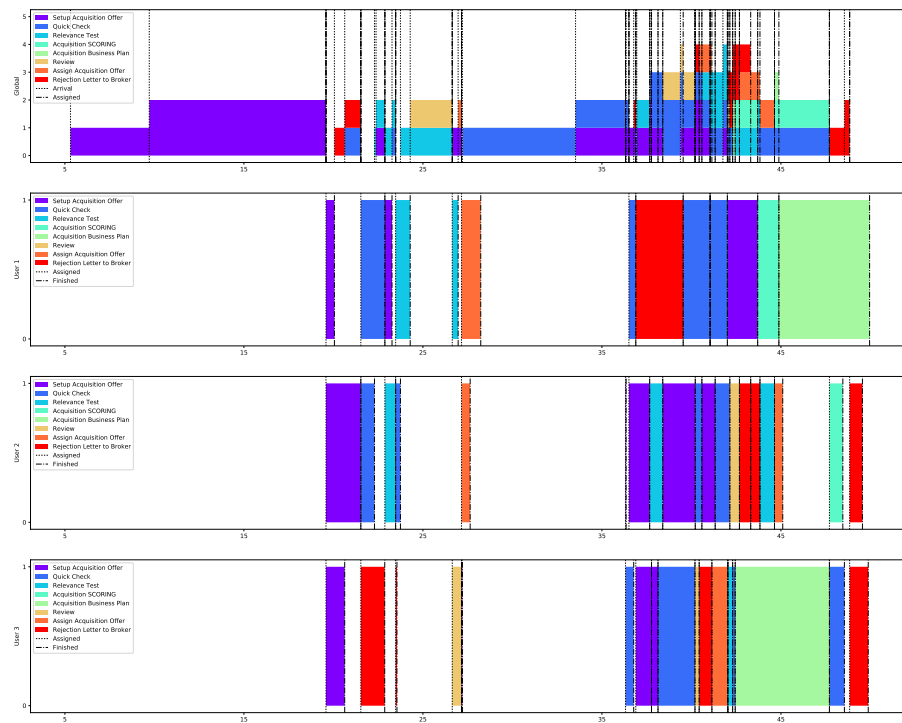 5
4
3
2
1
0
Global
Setup Acquisition Offer
Quick Check
Relevance Test
Acquisition SCORING
Acquisition Business Plan
Review
Assign Acquisition Offer
Rejection Letter to Broker
Arrival
Assigned
5 15 25 35 45
1
0
User 1
Setup Acquisition Offer
Quick Check
Relevance Test
Acquisition SCORING
Acquisition Business Plan
Review
Assign Acquisition Offer
Rejection Letter to Broker
Assigned
Finished
5 15 25 35 45
1
0
User 2
Setup Acquisition Offer
Quick Check
Relevance Test
Acquisition SCORING
Acquisition Business Plan
Review
Assign Acquisition Offer
Rejection Letter to Broker
Assigned
Finished
5 15 25 35 45
1
0
User 3
Setup Acquisition Offer
Quick Check
Relevance Test
Acquisition SCORING
Acquisition Business Plan
Review
Assign Acquisition Offer
Rejection Letter to Broker
Assigned
Finished
5 15 25 35 45